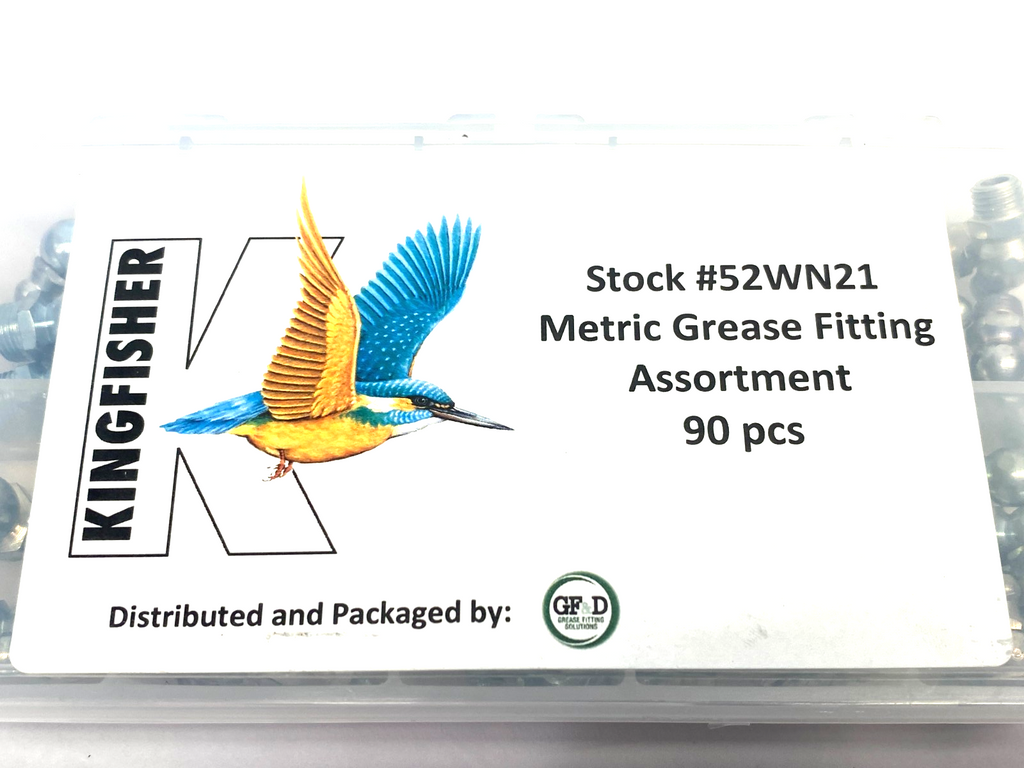 KINGFISHER
Stock #52WN21
Metric Grease Fitting
Assortment
90 pcs
Distributed and Packaged by:
GF&D
GREASE FITTING
SOLUTIONS